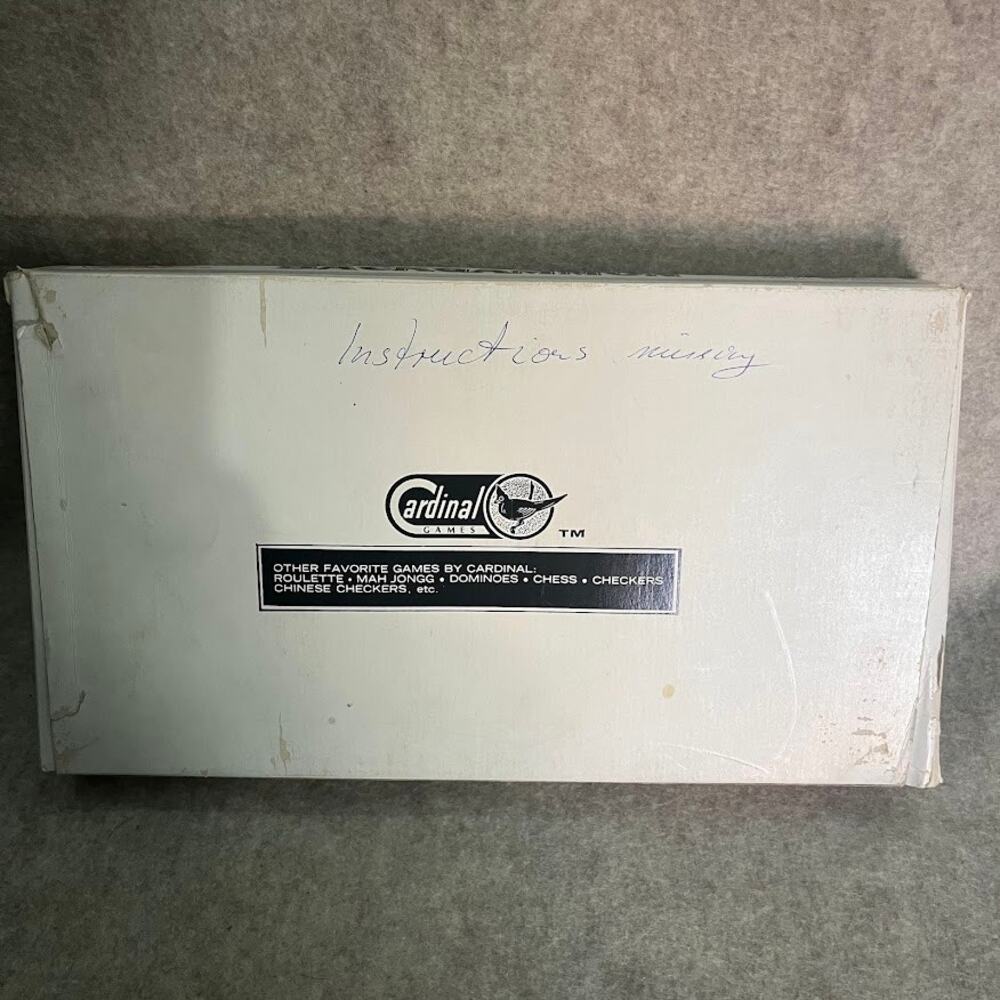 Instructions missing
Cardinal
GAMES
TM
OTHER FAVORITE GAMES BY CARDINAL:
ROULETTE • MAH JONGG • DOMINOES • CHESS • CHECKERS
CHINESE CHECKERS, etc.